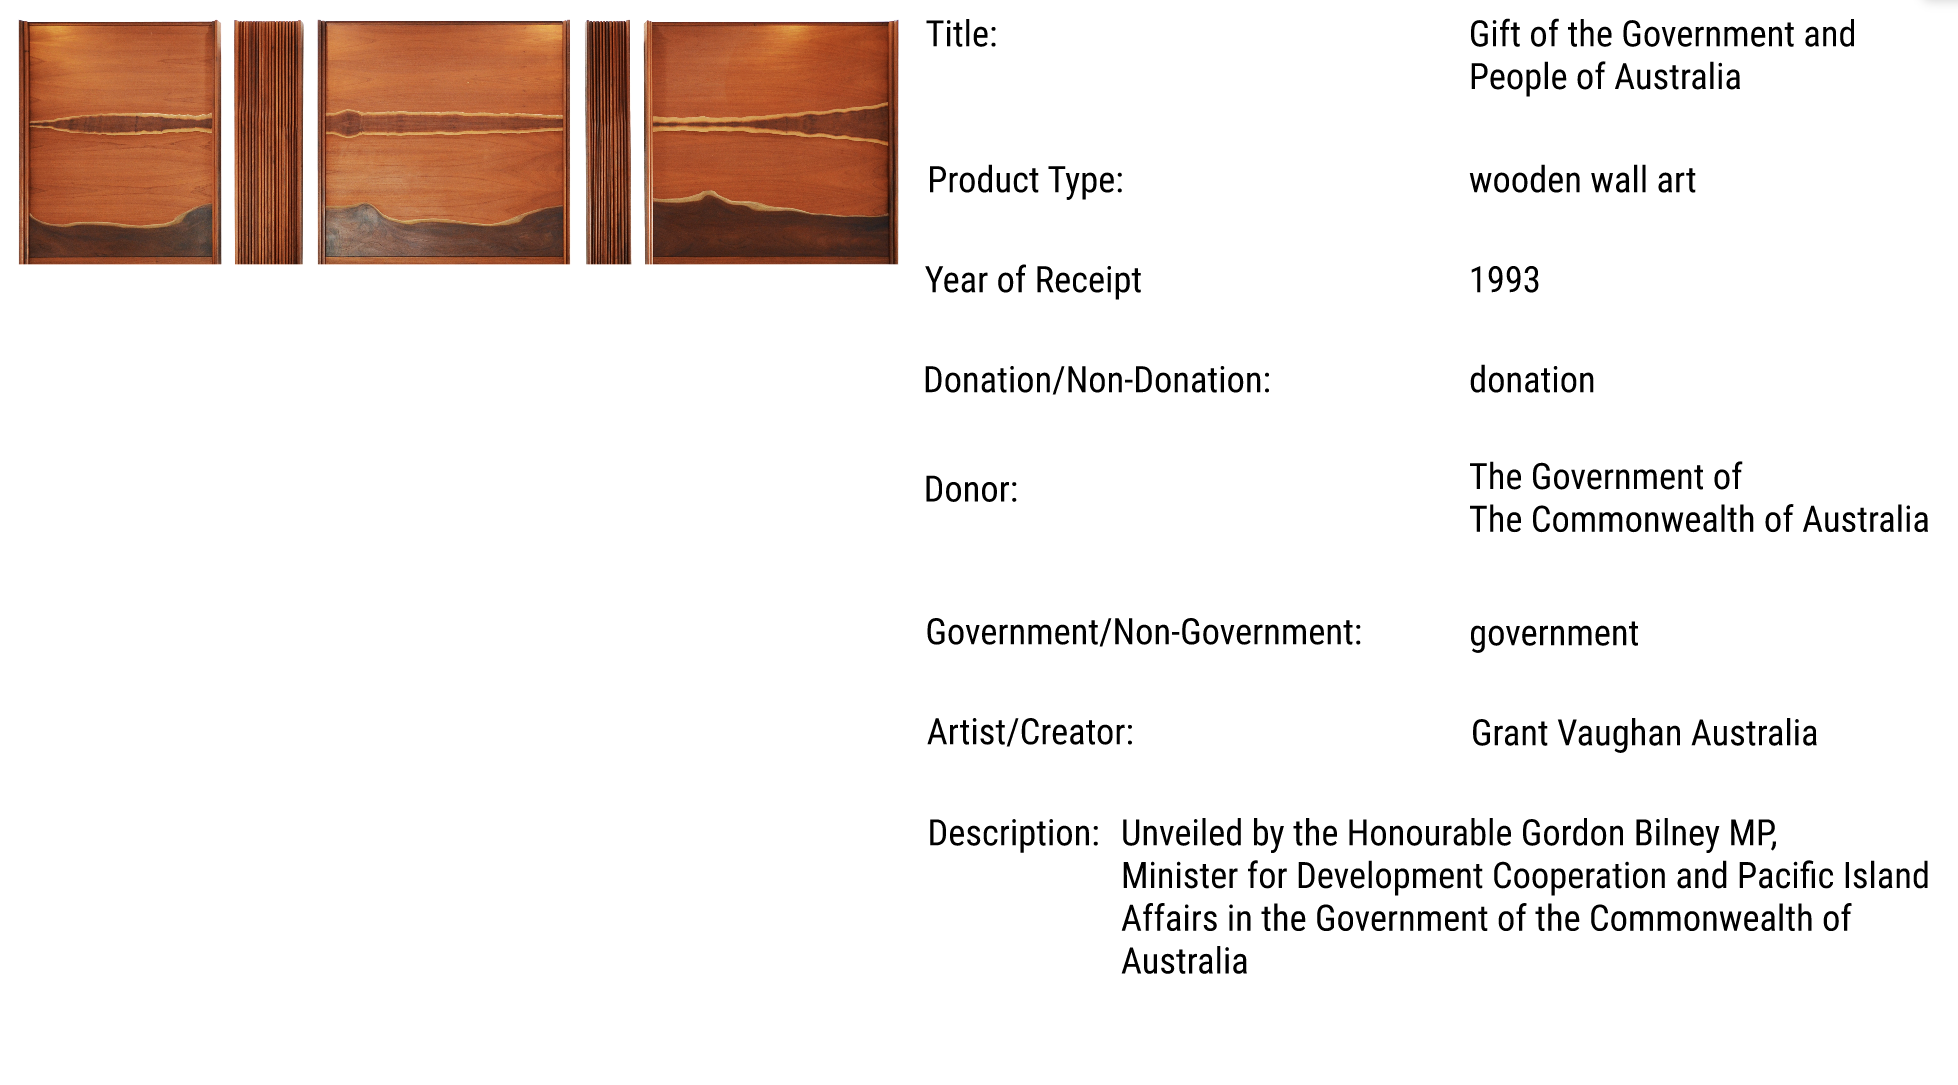 Title: Gift of the Government and
People of Australia
Product Type: wooden wall art
Year of Receipt 1993
Donation/Non-Donation: donation
Donor: The Government of
The Commonwealth of Australia
Government/Non-Government: government
Artist/Creator: Grant Vaughan Australia
Description: Unveiled by the Honourable Gordon Bilney MP,
Minister for Development Cooperation and Pacific Island
Affairs in the Government of the Commonwealth of
Australia